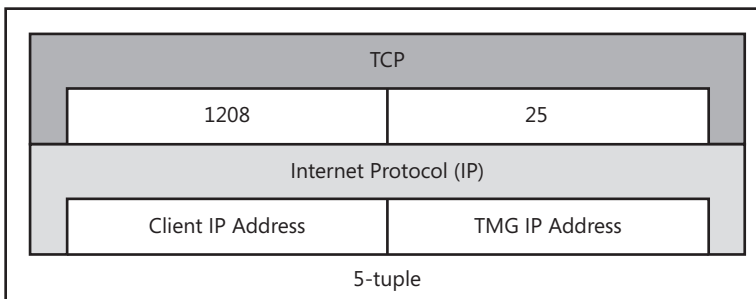 TCP
1208 25
Internet Protocol (IP)
Client IP Address TMG IP Address
5-tuple